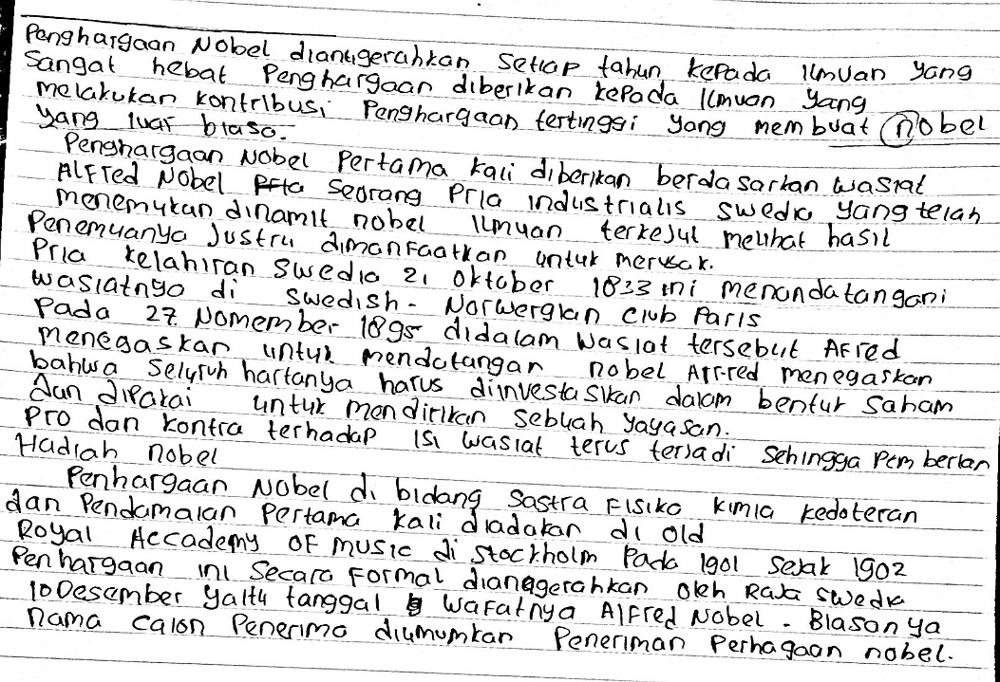 Penghargaan Nobel diantigerahkan Setiap tahun kepada Ilmuan yang
Sangat hebat Penghargaan diberikan kepada Ilmuan yang
melakukan kontribusi Penghargaan tertinggi yang membuat nobel
yang luar biasa.
Penghargaan Nobel Pertama kali diberikan berdasarkan wasiat
Alfred Nobel Seorang Pria industrialis Swedia yang telah
menemukan dinamit nobel Ilmuan terkejut melihat hasil
Penemuanya Justru dimanfaatkan untuk merusak.
Pria kelahiran Swedia 21 Oktober 1833 ini menandatangani
wasiatnya di Swedish - Norwergian Club Paris
Pada 27 Nomember 1895 didalam wasiat tersebut Afred
menegaskan untuk mendatangan nobel Alfred menegaskan
bahwa Seluruh hartanya harus diinvestasikan dalam bentuk Saham
dan dipakai untuk mendirikan Sebuah yayasan.
Pro dan kontra terhadap isi wasiat terus terjadi Sehingga Pemberian
Hadiah nobel
Penhargaan Nobel di bidang Sastra Fisika kimia kedoteran
dan Pendamaian Pertama kali diadakan di Old
Royal Accademy OF music di Stockholm Pada 1901 Sejak 1902
Penhargaan ini Secara Formal dianagerahkan Oleh Raja Swedia
10 Desember yaitu tanggal wafatnya Alfred Nobel - Biasanya
nama calon Penerima diumumkan Peneriman Perhagaan nobel.